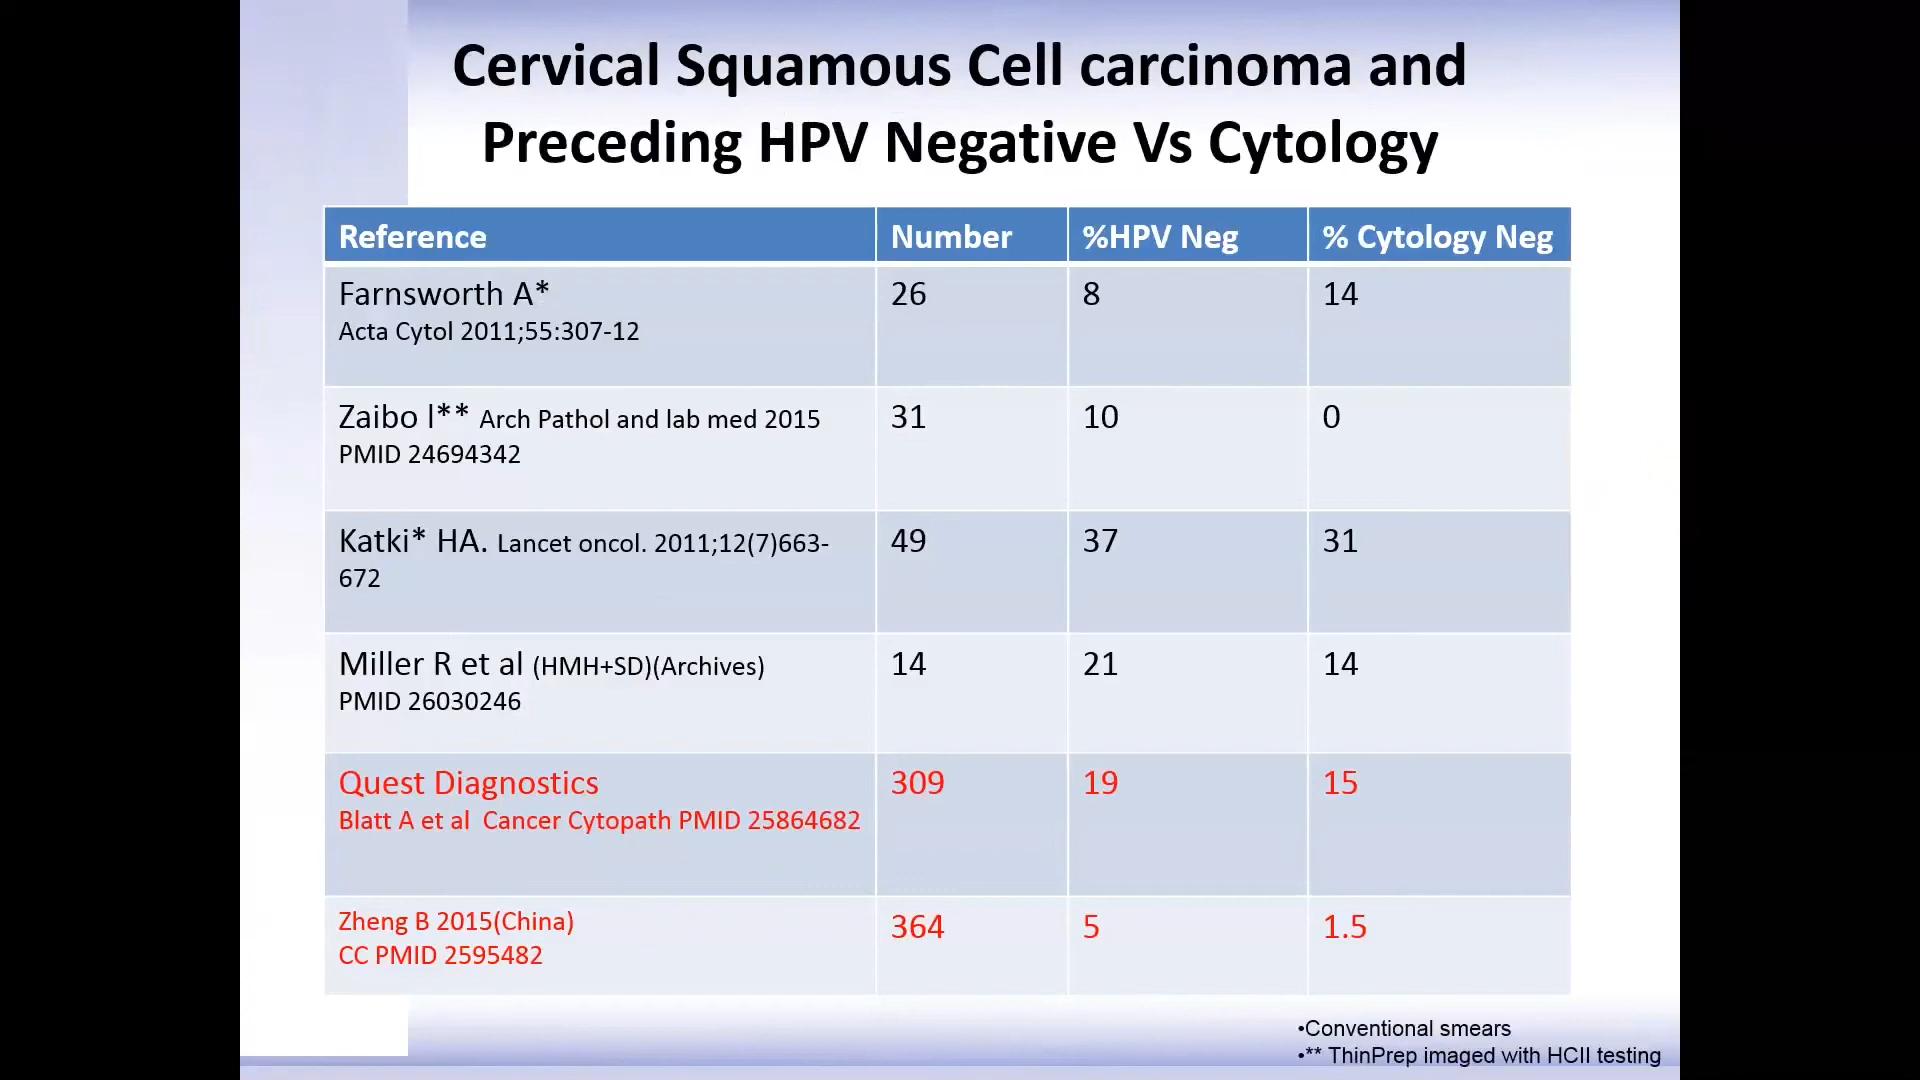 Cervical Squamous Cell carcinoma and
Preceding HPV Negative Vs Cytology
Reference Number %HPV Neg % Cytology Neg
Farnsworth A* 26 8 14
Acta Cytol 2011;55:307-12
Zaibo l** Arch Pathol and lab med 2015 31 10 0
PMID 24694342
Katki* HA. Lancet oncol. 2011;12(7)663- 49 37 31
672
Miller R et al (HMH+SD)(Archives) 14 21 14
PMID 26030246
Quest Diagnostics 309 19 15
Blatt A et al  Cancer Cytopath PMID 25864682
Zheng B 2015(China) 364 5 1.5
CC PMID 2595482
•Conventional smears
•** ThinPrep imaged with HCII testing